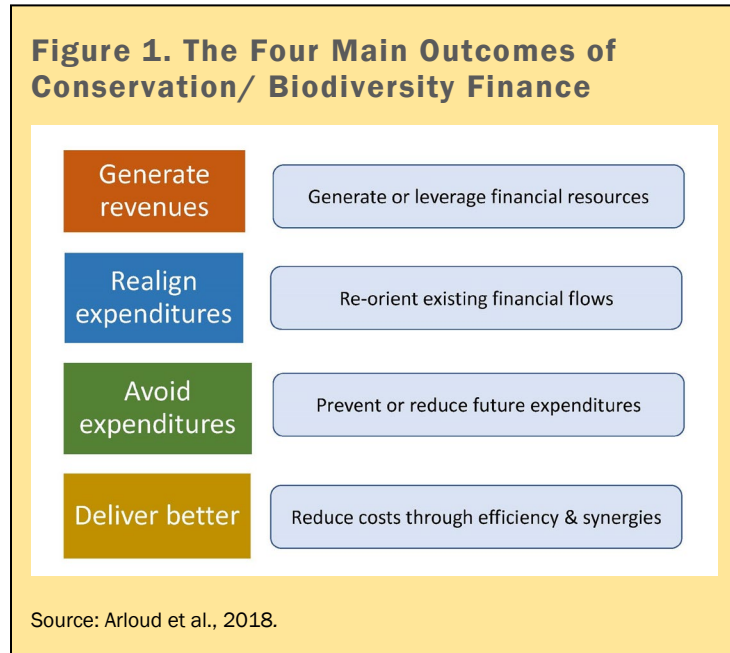 Figure 1. The Four Main Outcomes of
Conservation/ Biodiversity Finance
Generate
revenues
Generate or leverage financial resources
Realign
expenditures
Re-orient existing financial flows
Avoid
expenditures
Prevent or reduce future expenditures
Deliver better
Reduce costs through efficiency & synergies
Source: Arloud et al., 2018.